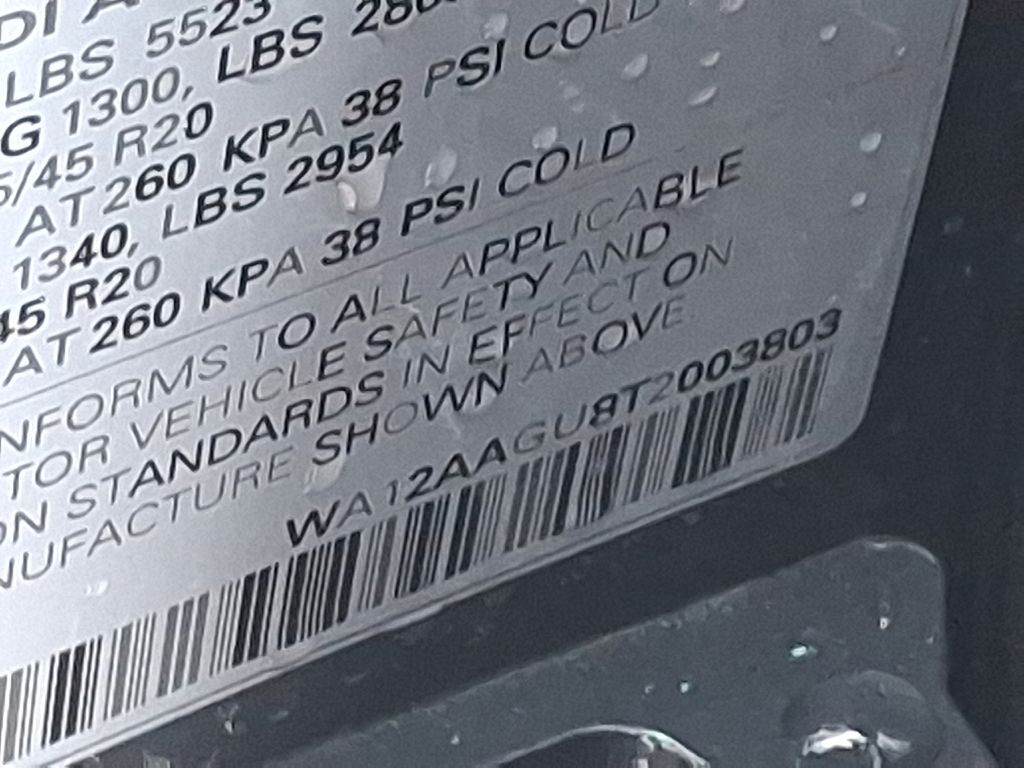 DI A
LBS 5523
G 1300, LBS
5/45 R20
AT 260 KPA 38 PSI COLD
1340, LBS 2954
45 R20
AT 260 KPA 38 PSI COLD
NFORMS TO ALL APPLICABLE
TOR VEHICLE SAFETY AND
ON STANDARDS IN EFFECT ON
NUFACTURE SHOWN ABOVE.
WA12AAGU8T2003803